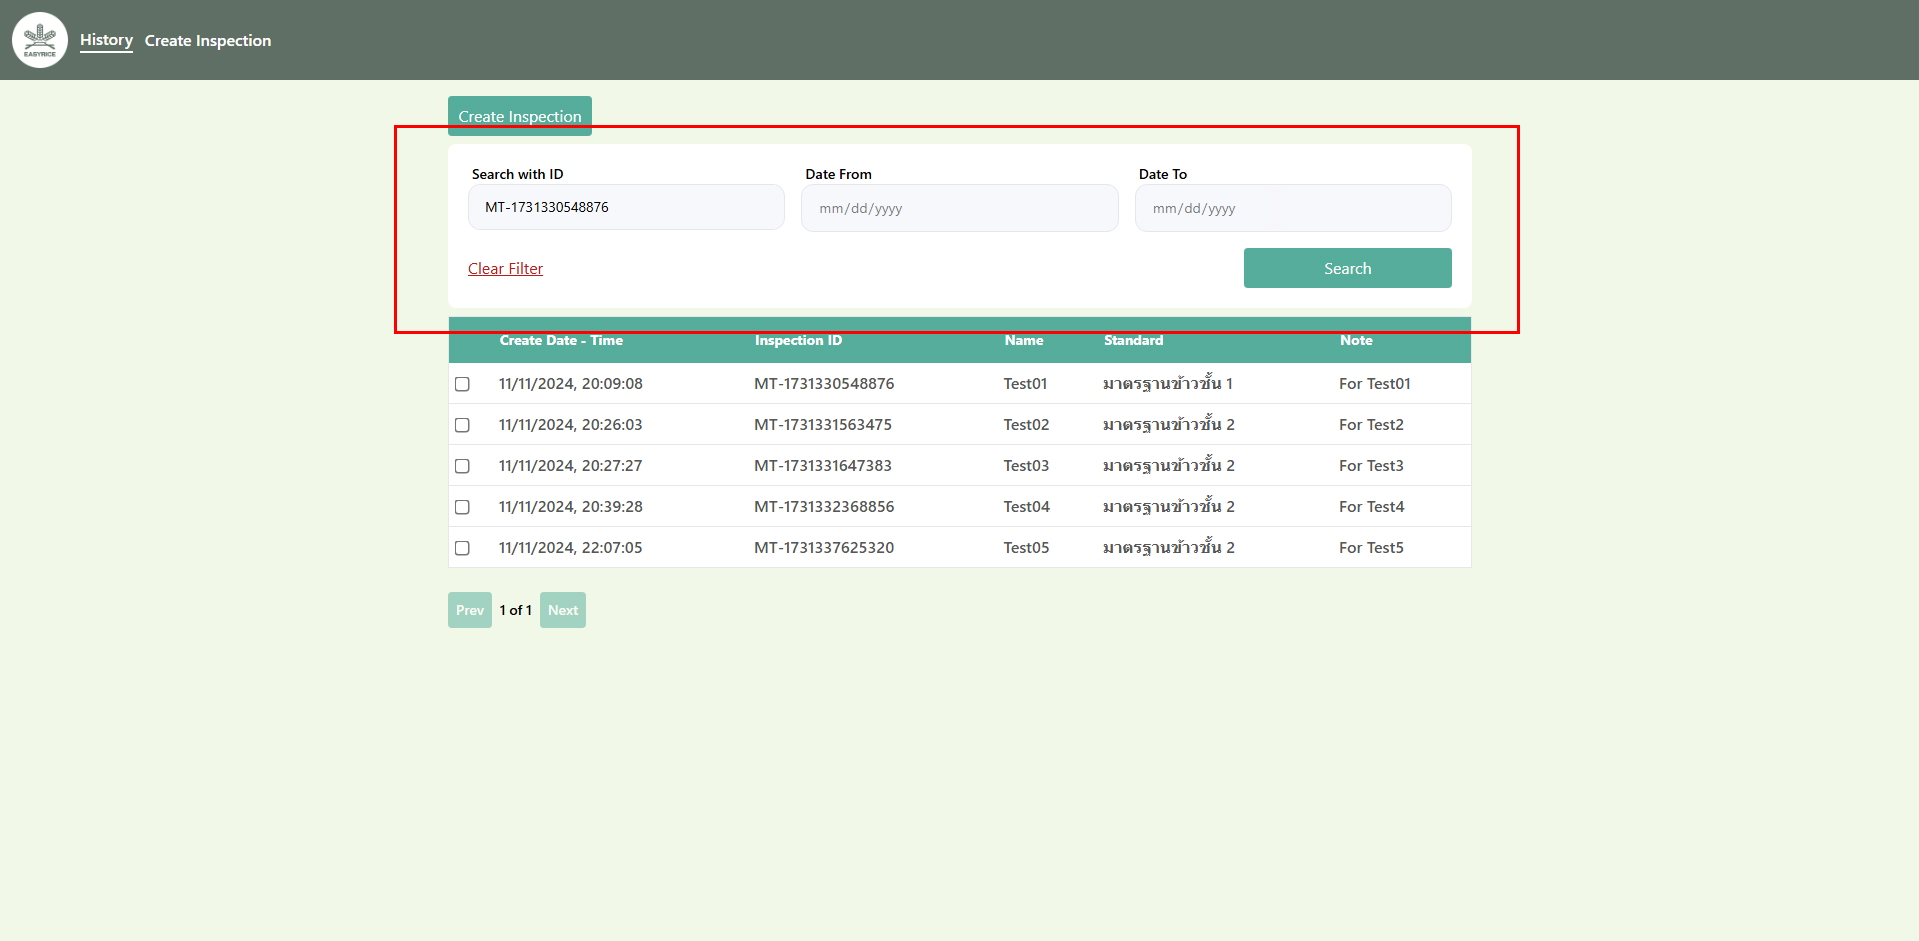 EASYRICE
History Create Inspection
Create Inspection
Search with ID Date From Date To
MT-1731330548876 mm/dd/yyyy mm/dd/yyyy
Clear Filter Search
Create Date - Time Inspection ID Name Standard Note
11/11/2024, 20:09:08 MT-1731330548876 Test01 มาตรฐานข้าวชั้น 1 For Test01
11/11/2024, 20:26:03 MT-1731331563475 Test02 มาตรฐานข้าวชั้น 2 For Test2
11/11/2024, 20:27:27 MT-1731331647383 Test03 มาตรฐานข้าวชั้น 2 For Test3
11/11/2024, 20:39:28 MT-1731332368856 Test04 มาตรฐานข้าวชั้น 2 For Test4
11/11/2024, 22:07:05 MT-1731337625320 Test05 มาตรฐานข้าวชั้น 2 For Test5
Prev 1 of 1 Next